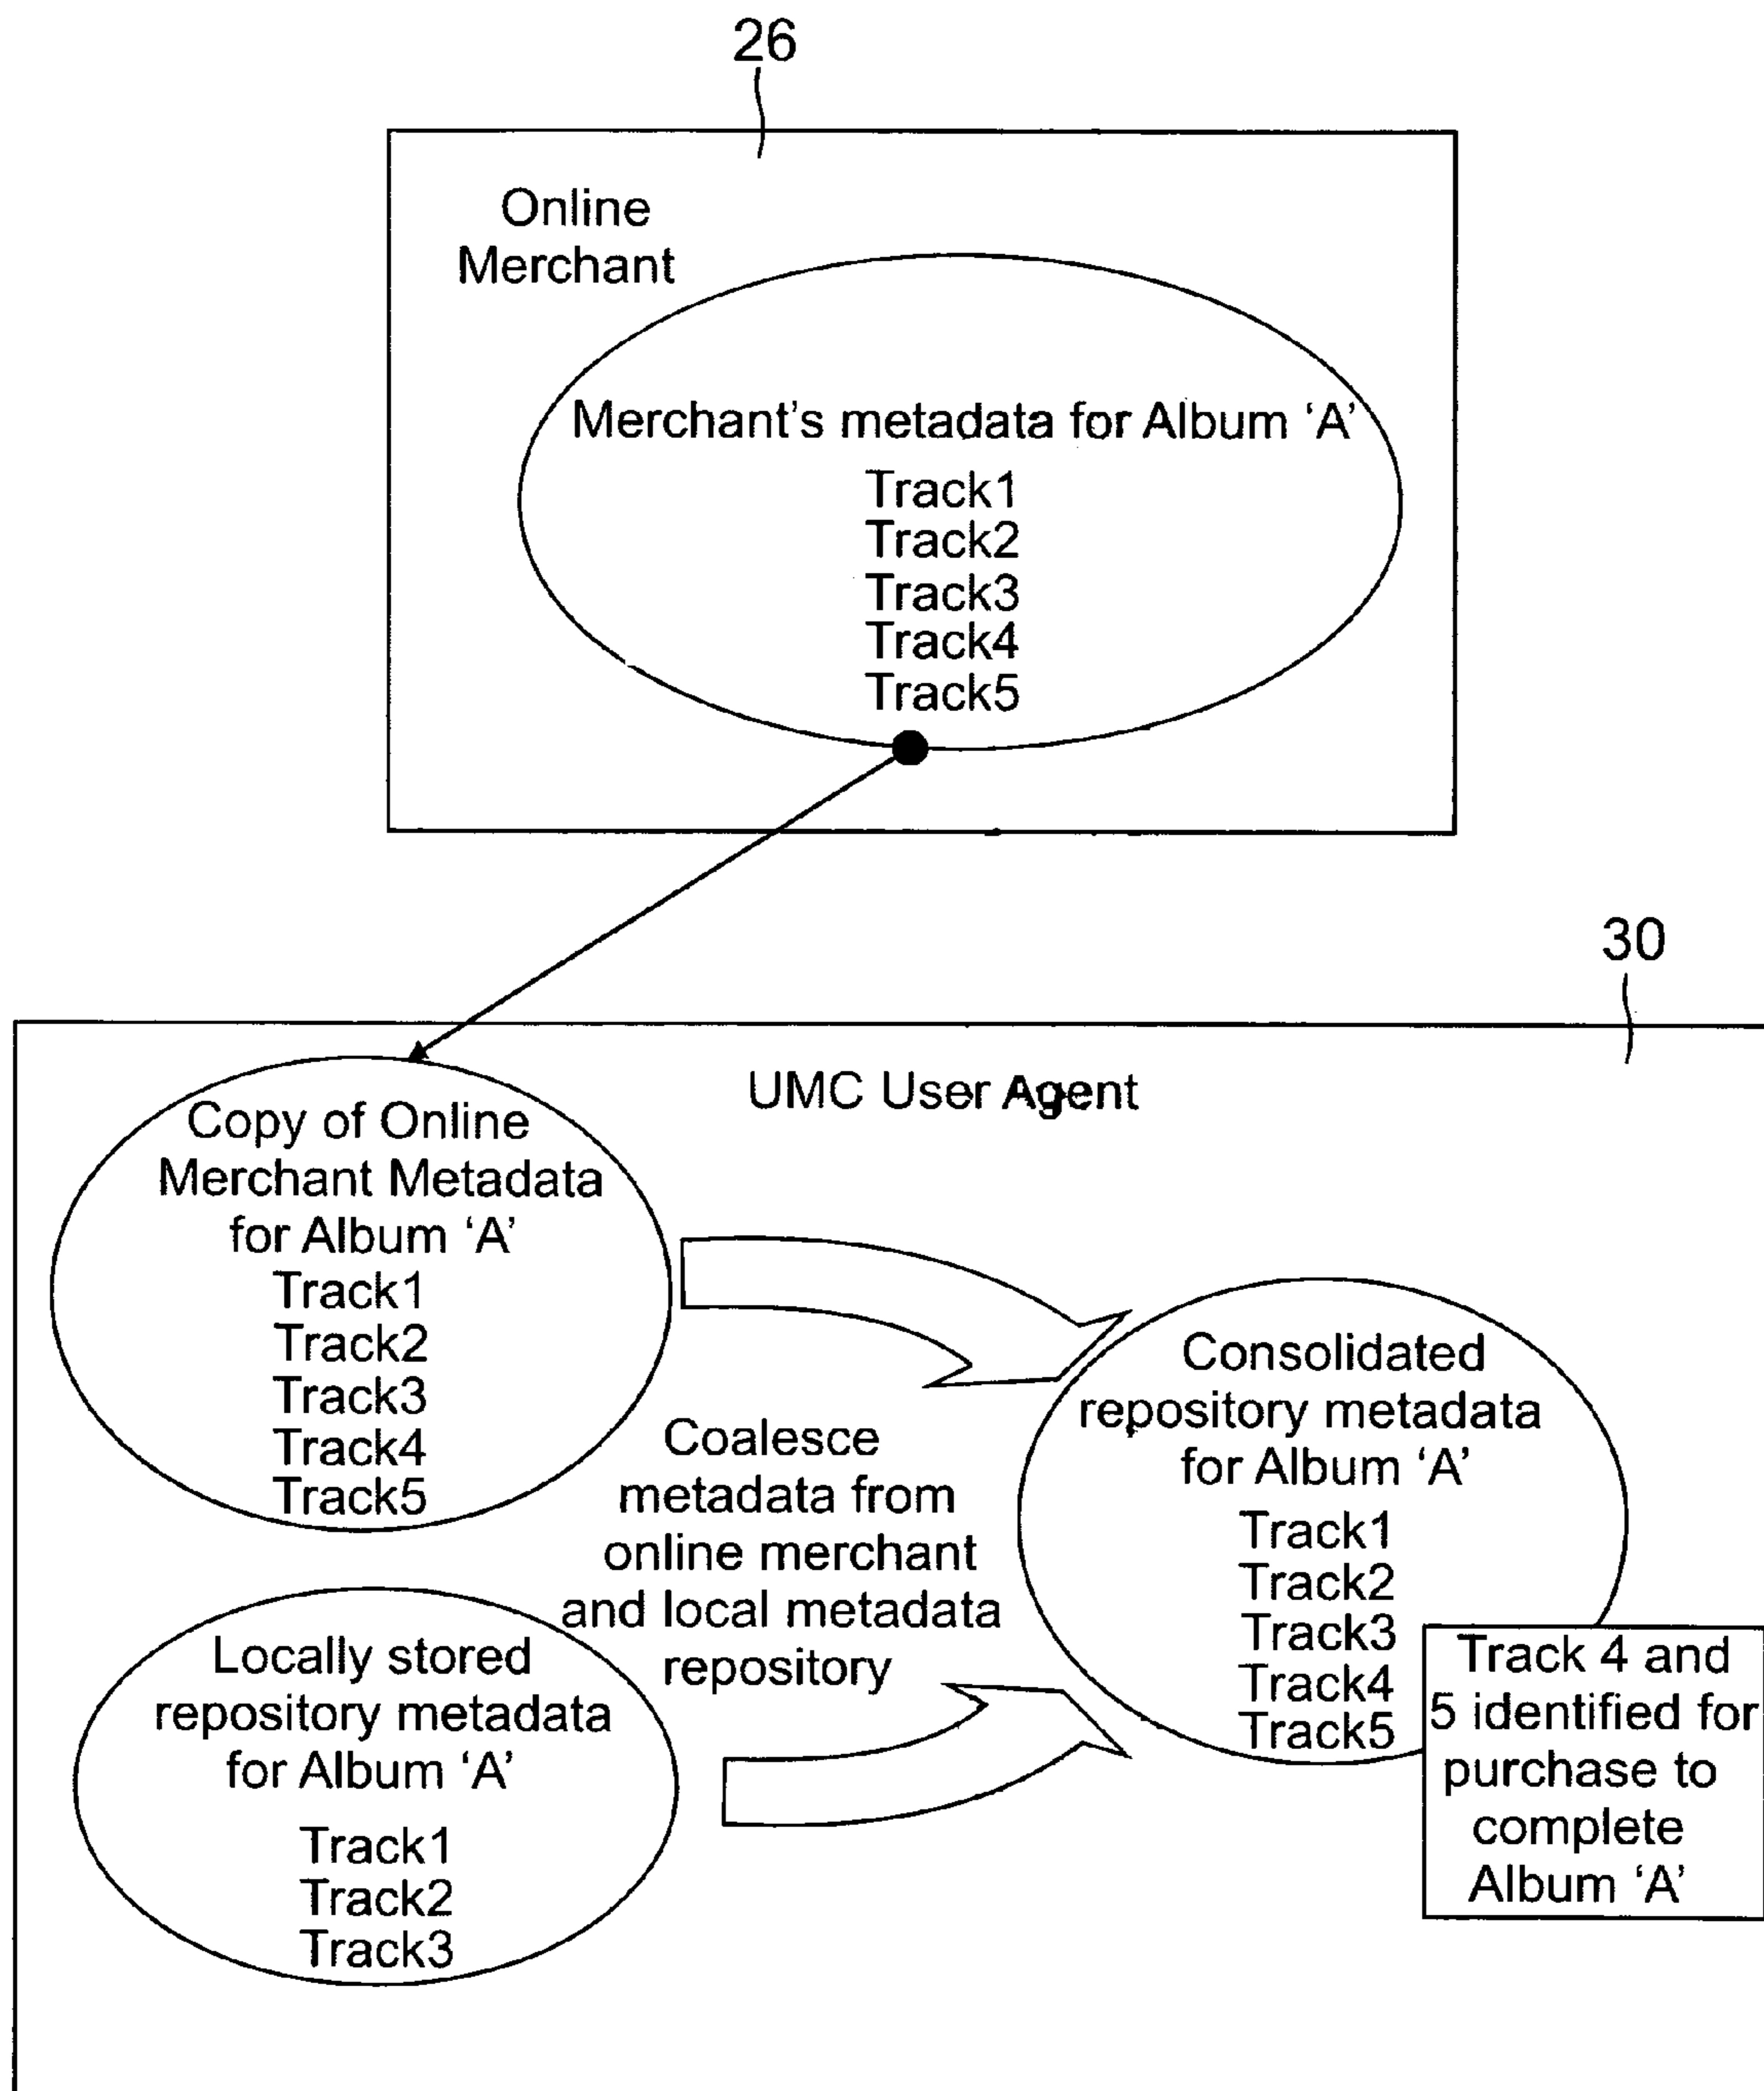 26
Online
Merchant
Merchant's metadata for Album ‘A’
Track1
Track2
Track3
Track4
Track5
30
UMC User Agent
Copy of Online
Merchant Metadata
for Album ‘A’
Track1
Track2
Track3
Track4
Track5
Coalesce
metadata from
online merchant
and local metadata
repository
Locally stored
repository metadata
for Album ‘A’
Track1
Track2
Track3
Consolidated
repository metadata
for Album ‘A’
Track1
Track2
Track3
Track4
Track5
Track 4 and
5 identified for
purchase to
complete
Album ‘A’